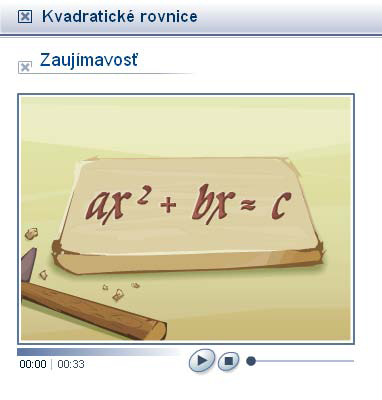 Kvadratické rovnice
Zaujímavosť
ax² + bx ≈ c
00:00 | 00:33